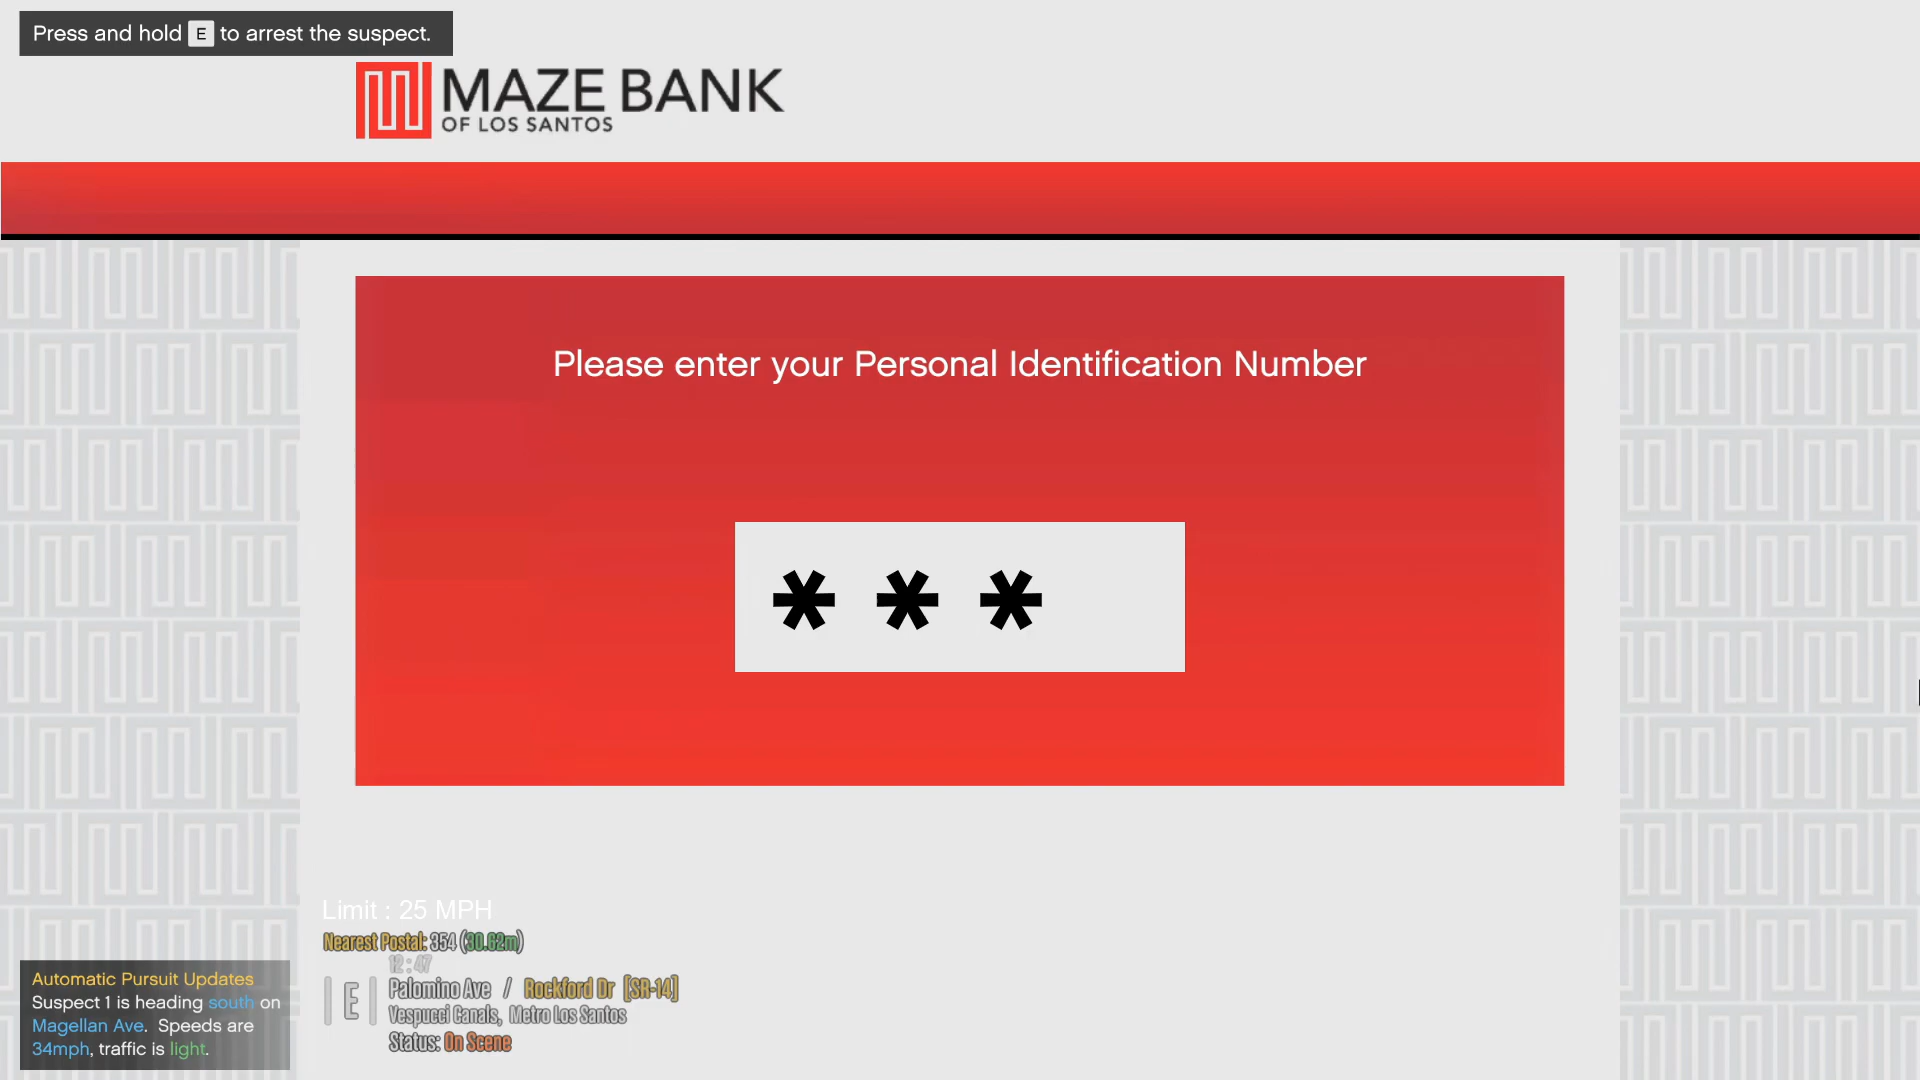 Press and hold E to arrest the suspect.
MAZE BANK
OF LOS SANTOS
Please enter your Personal Identification Number
* * *
Limit : 25 MPH
Nearest Postal: 354 (30.62m)
12:47
E
Palomino Ave / Rockford Dr [SR-14]
Vespucci Canals, Metro Los Santos
Status: On Scene
Automatic Pursuit Updates
Suspect 1 is heading south on
Magellan Ave. Speeds are
34mph, traffic is light.